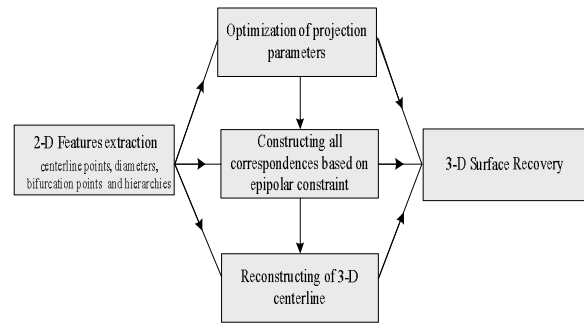 Optimization of projection
parameters
2-D Features extraction
centerline points, diameters,
bifurcation points and hierarchies
Constructing all
correspondences based on
epipolar constraint
3-D Surface Recovery
Reconstructing of 3-D
centerline